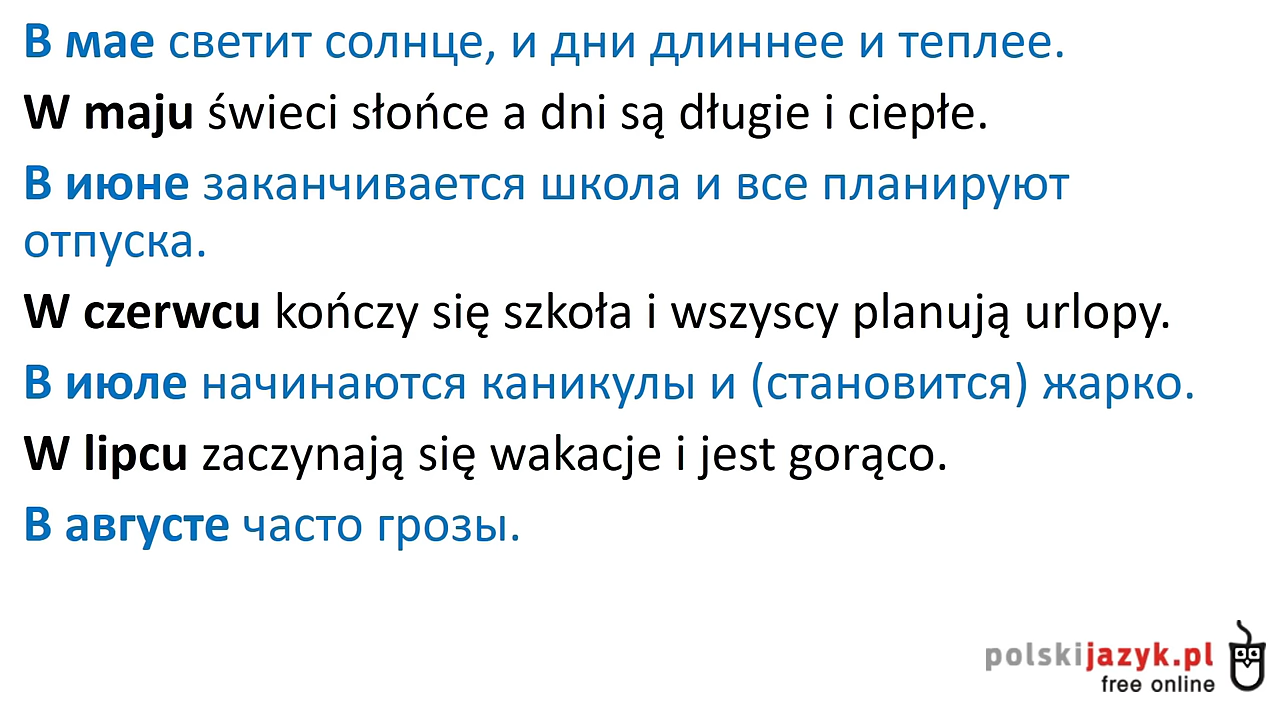 В мае светит солнце, и дни длиннее и теплее.
W maju świeci słońce a dni są długie i ciepłe.
В июне заканчивается школа и все планируют
отпуска.
W czerwcu kończy się szkoła i wszyscy planują urlopy.
В июле начинаются каникулы и (становится) жарко.
W lipcu zaczynają się wakacje i jest gorąco.
В августе часто грозы.
polskijazyk.pl
free online